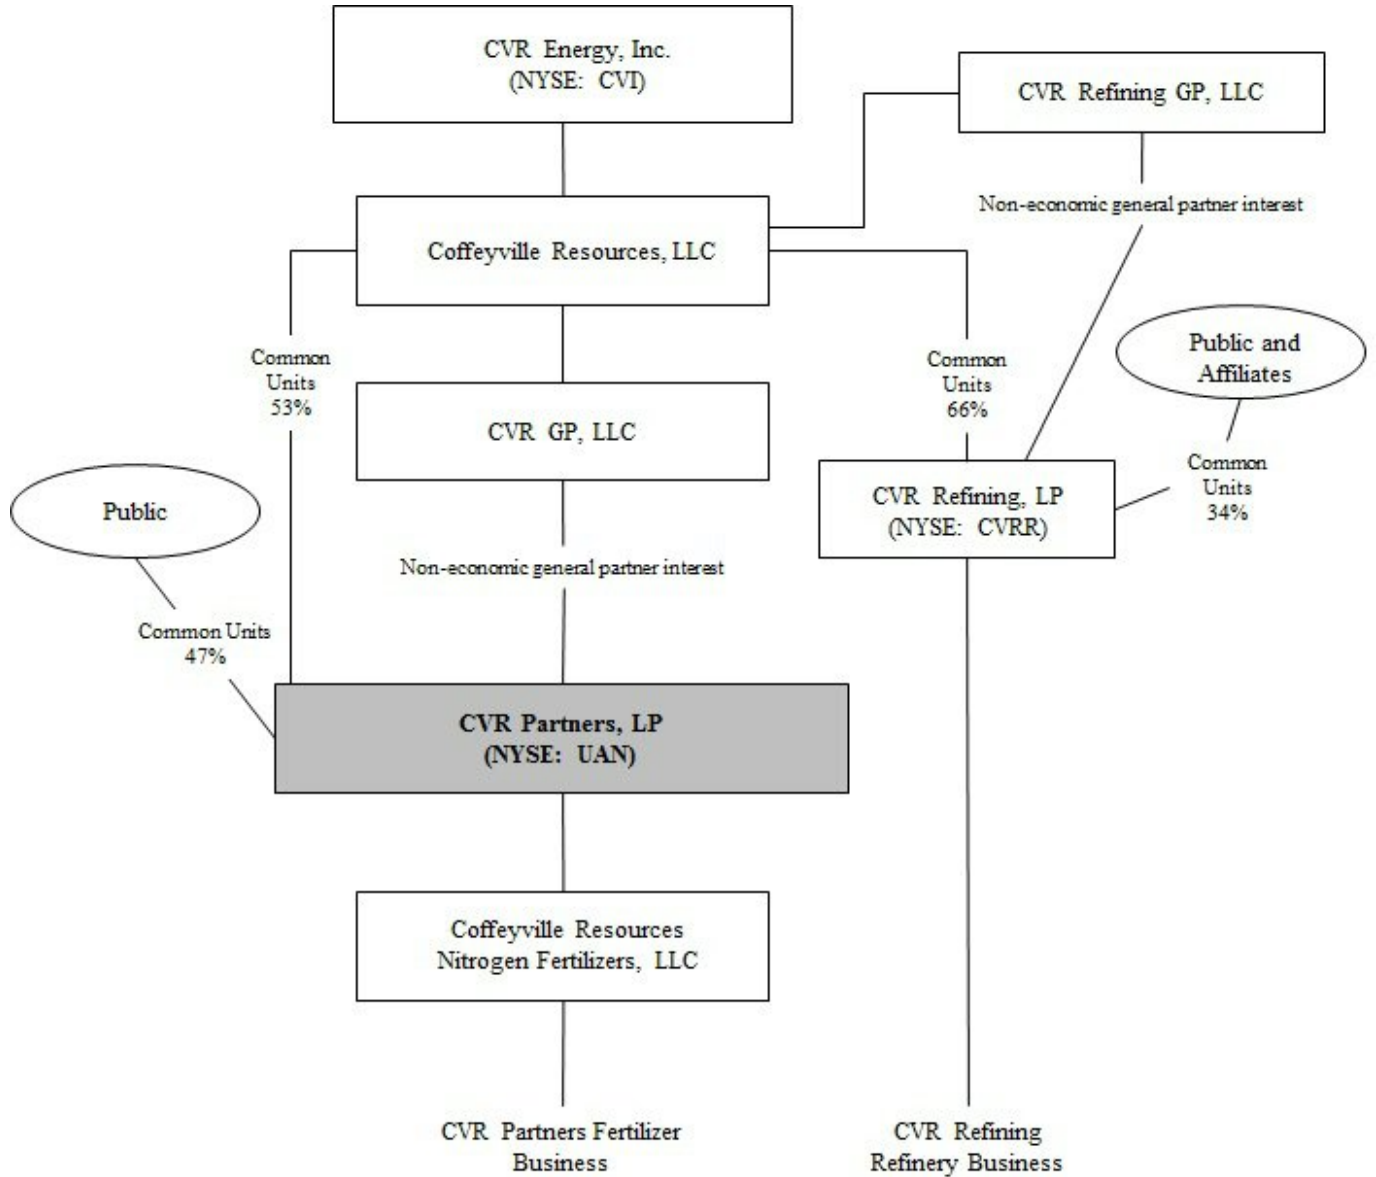 CVR Energy, Inc.
(NYSE: CVI)
CVR Refining GP, LLC
Non-economic general partner interest
Coffeyville Resources, LLC
Common
Units
53%
Common
Units
66%
Public and
Affiliates
CVR GP, LLC
Common
Units
34%
Public
CVR Refining, LP
(NYSE: CVRR)
Non-economic general partner interest
Common Units
47%
CVR Partners, LP
(NYSE: UAN)
Coffeyville Resources
Nitrogen Fertilizers, LLC
CVR Partners Fertilizer
Business
CVR Refining
Refinery Business